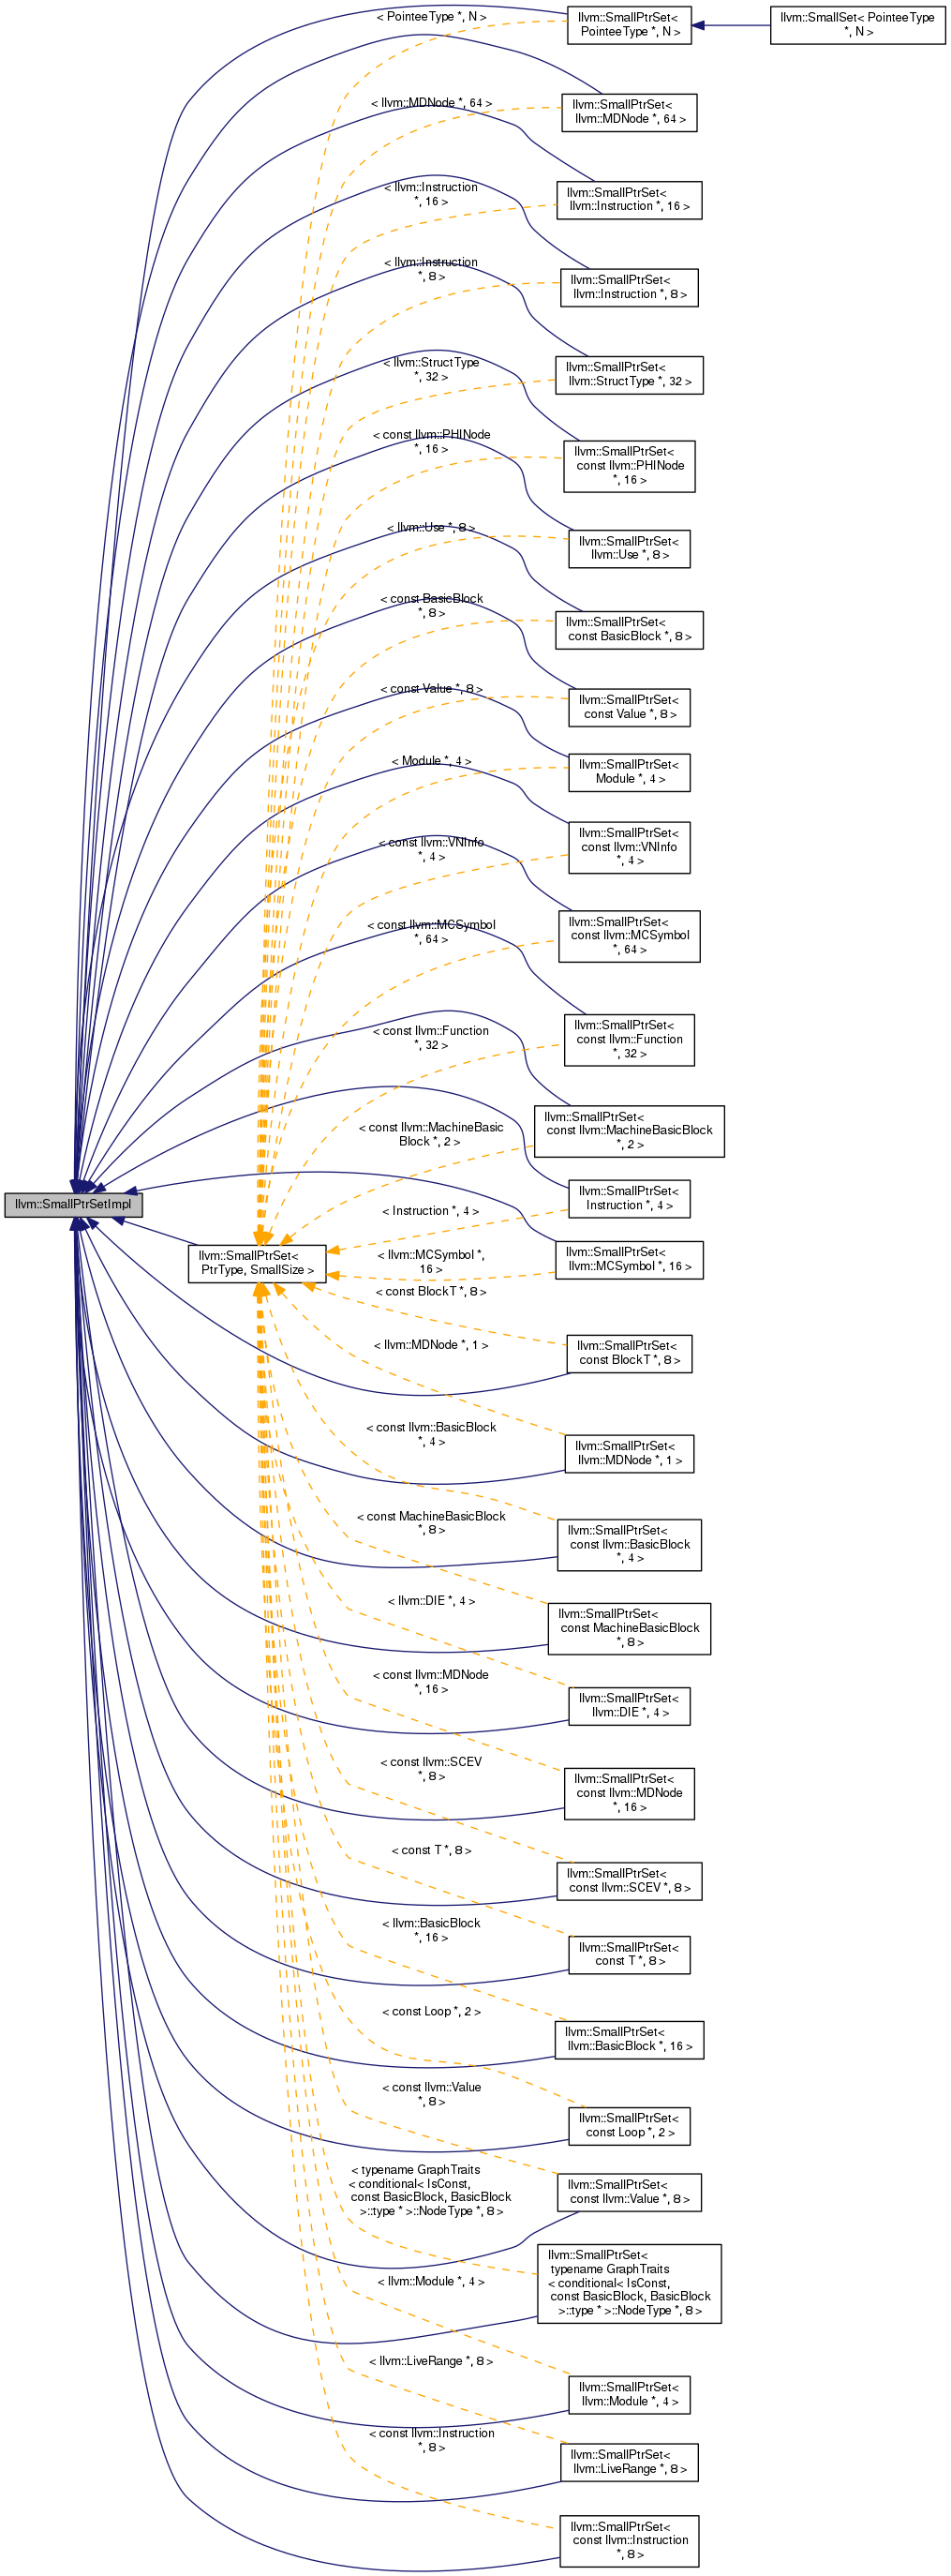 < PointeeType *, N >
llvm::SmallPtrSet<
PointeeType *, N >
llvm::SmallSet< PointeeType
*, N >
< llvm::MDNode *, 64 >
llvm::SmallPtrSet<
llvm::MDNode *, 64 >
< llvm::Instruction
*, 16 >
llvm::SmallPtrSet<
llvm::Instruction *, 16 >
< llvm::Instruction
*, 8 >
llvm::SmallPtrSet<
llvm::Instruction *, 8 >
< llvm::StructType
*, 32 >
llvm::SmallPtrSet<
llvm::StructType *, 32 >
< const llvm::PHINode
*, 16 >
llvm::SmallPtrSet<
const llvm::PHINode
*, 16 >
< llvm::Use *, 8 >
llvm::SmallPtrSet<
llvm::Use *, 8 >
< const BasicBlock
*, 8 >
llvm::SmallPtrSet<
const BasicBlock *, 8 >
< const Value *, 8 >
llvm::SmallPtrSet<
const Value *, 8 >
< Module *, 4 >
llvm::SmallPtrSet<
Module *, 4 >
< const llvm::VNInfo
*, 4 >
llvm::SmallPtrSet<
const llvm::VNInfo
*, 4 >
< const llvm::MCSymbol
*, 64 >
llvm::SmallPtrSet<
const llvm::MCSymbol
*, 64 >
< const llvm::Function
*, 32 >
llvm::SmallPtrSet<
const llvm::Function
*, 32 >
< const llvm::MachineBasic
Block *, 2 >
llvm::SmallPtrSet<
const llvm::MachineBasicBlock
*, 2 >
llvm::SmallPtrSetImpl
< Instruction *, 4 >
llvm::SmallPtrSet<
Instruction *, 4 >
llvm::SmallPtrSet<
PtrType, SmallSize >
< llvm::MCSymbol *,
16 >
llvm::SmallPtrSet<
llvm::MCSymbol *, 16 >
< const BlockT *, 8 >
llvm::SmallPtrSet<
const BlockT *, 8 >
< llvm::MDNode *, 1 >
llvm::SmallPtrSet<
llvm::MDNode *, 1 >
< const llvm::BasicBlock
*, 4 >
llvm::SmallPtrSet<
const llvm::BasicBlock
*, 4 >
< const MachineBasicBlock
*, 8 >
llvm::SmallPtrSet<
const MachineBasicBlock
*, 8 >
< llvm::DIE *, 4 >
llvm::SmallPtrSet<
llvm::DIE *, 4 >
< const llvm::MDNode
*, 16 >
llvm::SmallPtrSet<
const llvm::MDNode
*, 16 >
< const llvm::SCEV
*, 8 >
llvm::SmallPtrSet<
const llvm::SCEV *, 8 >
< const T *, 8 >
llvm::SmallPtrSet<
const T *, 8 >
< llvm::BasicBlock
*, 16 >
llvm::SmallPtrSet<
llvm::BasicBlock *, 16 >
< const Loop *, 2 >
llvm::SmallPtrSet<
const Loop *, 2 >
< const llvm::Value
*, 8 >
llvm::SmallPtrSet<
const llvm::Value *, 8 >
< typename GraphTraits
< conditional< IsConst,
const BasicBlock, BasicBlock
>::type * >::NodeType *, 8 >
llvm::SmallPtrSet<
typename GraphTraits
< conditional< IsConst,
const BasicBlock, BasicBlock
>::type * >::NodeType *, 8 >
< llvm::Module *, 4 >
llvm::SmallPtrSet<
llvm::Module *, 4 >
< llvm::LiveRange *, 8 >
llvm::SmallPtrSet<
llvm::LiveRange *, 8 >
< const llvm::Instruction
*, 8 >
llvm::SmallPtrSet<
const llvm::Instruction
*, 8 >